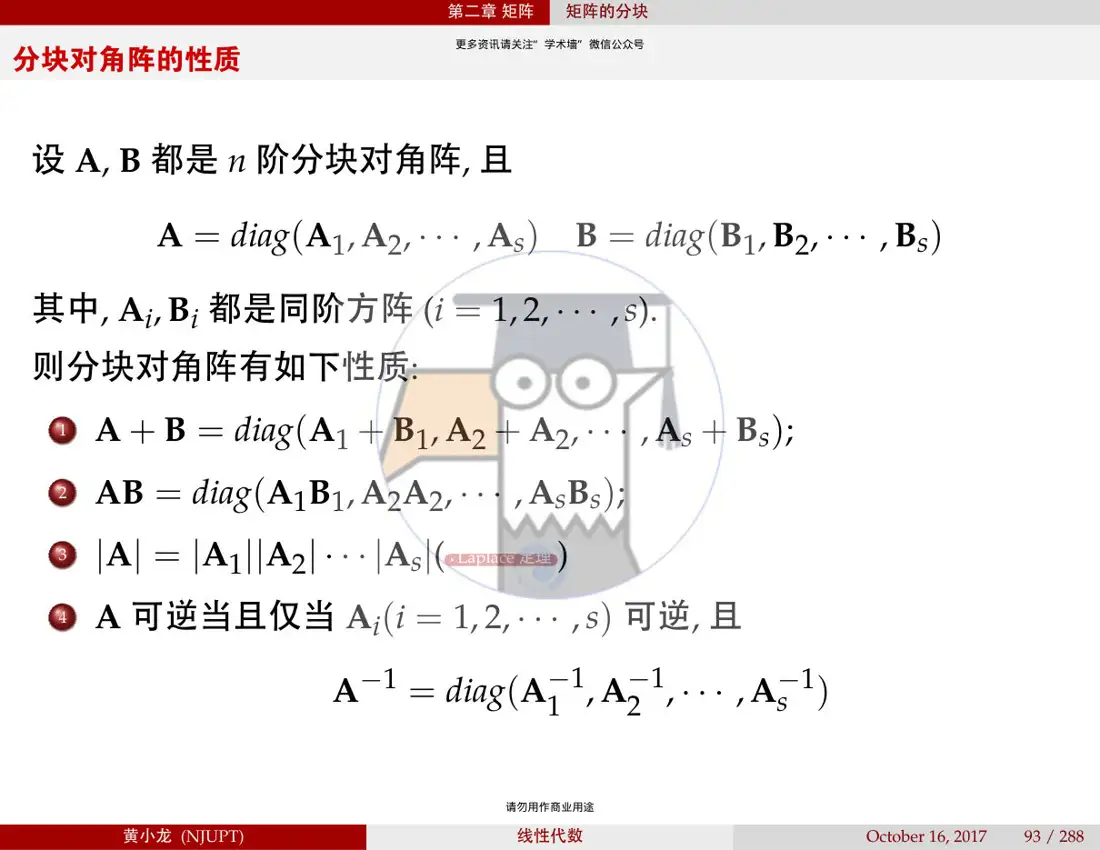 第二章 矩阵 矩阵的分块
更多资讯请关注“学术墙”微信公众号
分块对角阵的性质
设 A, B 都是 n 阶分块对角阵, 且
A = diag(A₁, A₂, ⋯ , Aₛ) B = diag(B₁, B₂, ⋯ , Bₛ)
其中, Aᵢ, Bᵢ 都是同阶方阵 (i = 1, 2, ⋯ , s).
则分块对角阵有如下性质:
1 A + B = diag(A₁ + B₁, A₂ + A₂, ⋯ , Aₛ + Bₛ);
2 AB = diag(A₁B₁, A₂A₂, ⋯ , AₛBₛ);
3 |A| = |A₁||A₂| ⋯ |Aₛ|( Laplace 定理 )
4 A 可逆当且仅当 Aᵢ(i = 1, 2, ⋯ , s) 可逆, 且
A⁻¹ = diag(A₁⁻¹, A₂⁻¹, ⋯ , Aₛ⁻¹)
请勿用作商业用途
黄小龙 (NJUPT) 线性代数 October 16, 2017 93 / 288